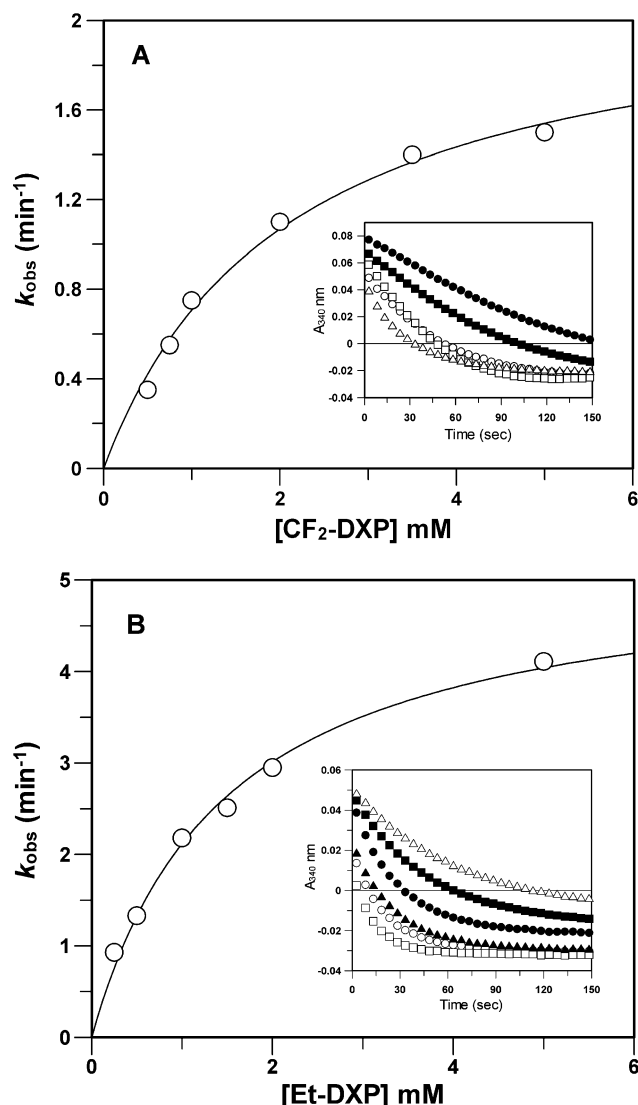 A
2
1.6
1.2
0.8
0.4
0
k_obs (min⁻¹)
0 2 4 6
[CF₂-DXP] mM
0.08
0.06
0.04
0.02
0
-0.02
-0.04
A₃₄₀ nm
0 30 60 90 120 150
Time (sec)
B
5
4
3
2
1
0
k_obs (min⁻¹)
0 2 4 6
[Et-DXP] mM
0.06
0.04
0.02
0
-0.02
-0.04
A₃₄₀ nm
0 30 60 90 120 150
Time (sec)